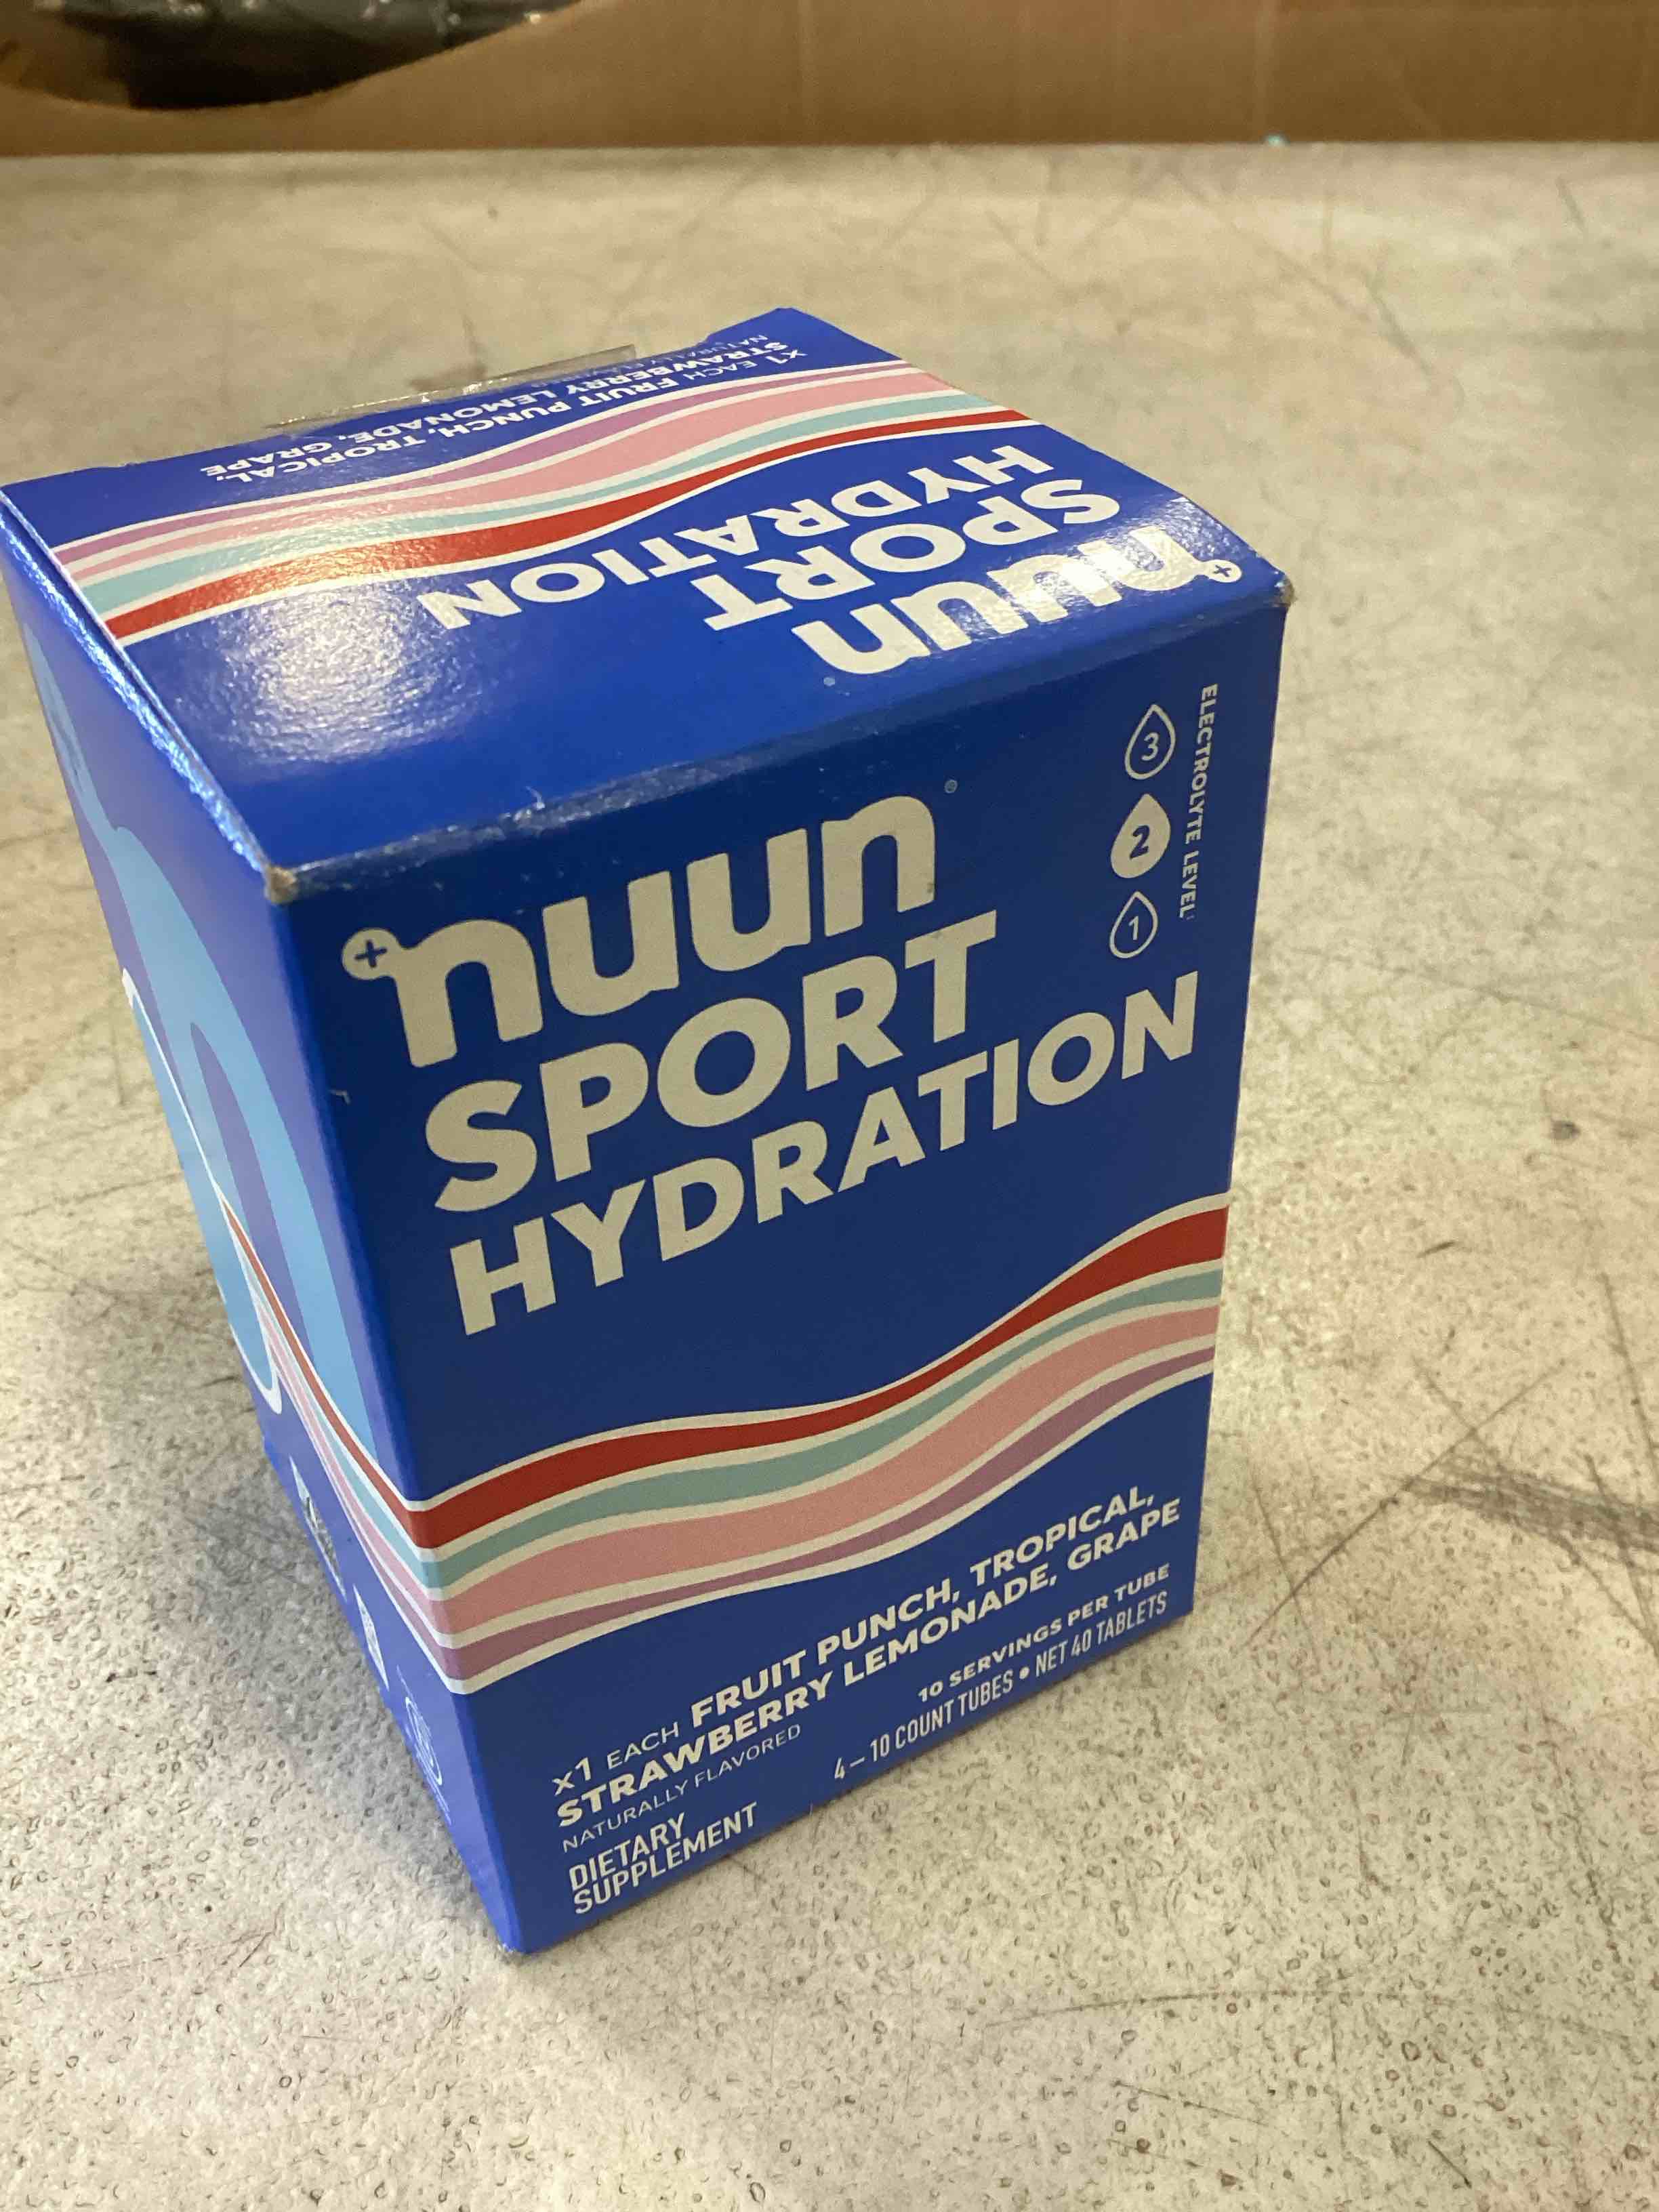 x1 EACH FRUIT PUNCH, TROPICAL,
STRAWBERRY LEMONADE, GRAPE
NATURALLY FLAVORED
nuun
SPORT
HYDRATION
nuun®
SPORT
HYDRATION
ELECTROLYTE LEVEL
3
2
1
x1 EACH FRUIT PUNCH, TROPICAL,
STRAWBERRY LEMONADE, GRAPE
NATURALLY FLAVORED
10 SERVINGS PER TUBE
4–10 COUNT TUBES • NET 40 TABLETS
DIETARY
SUPPLEMENT